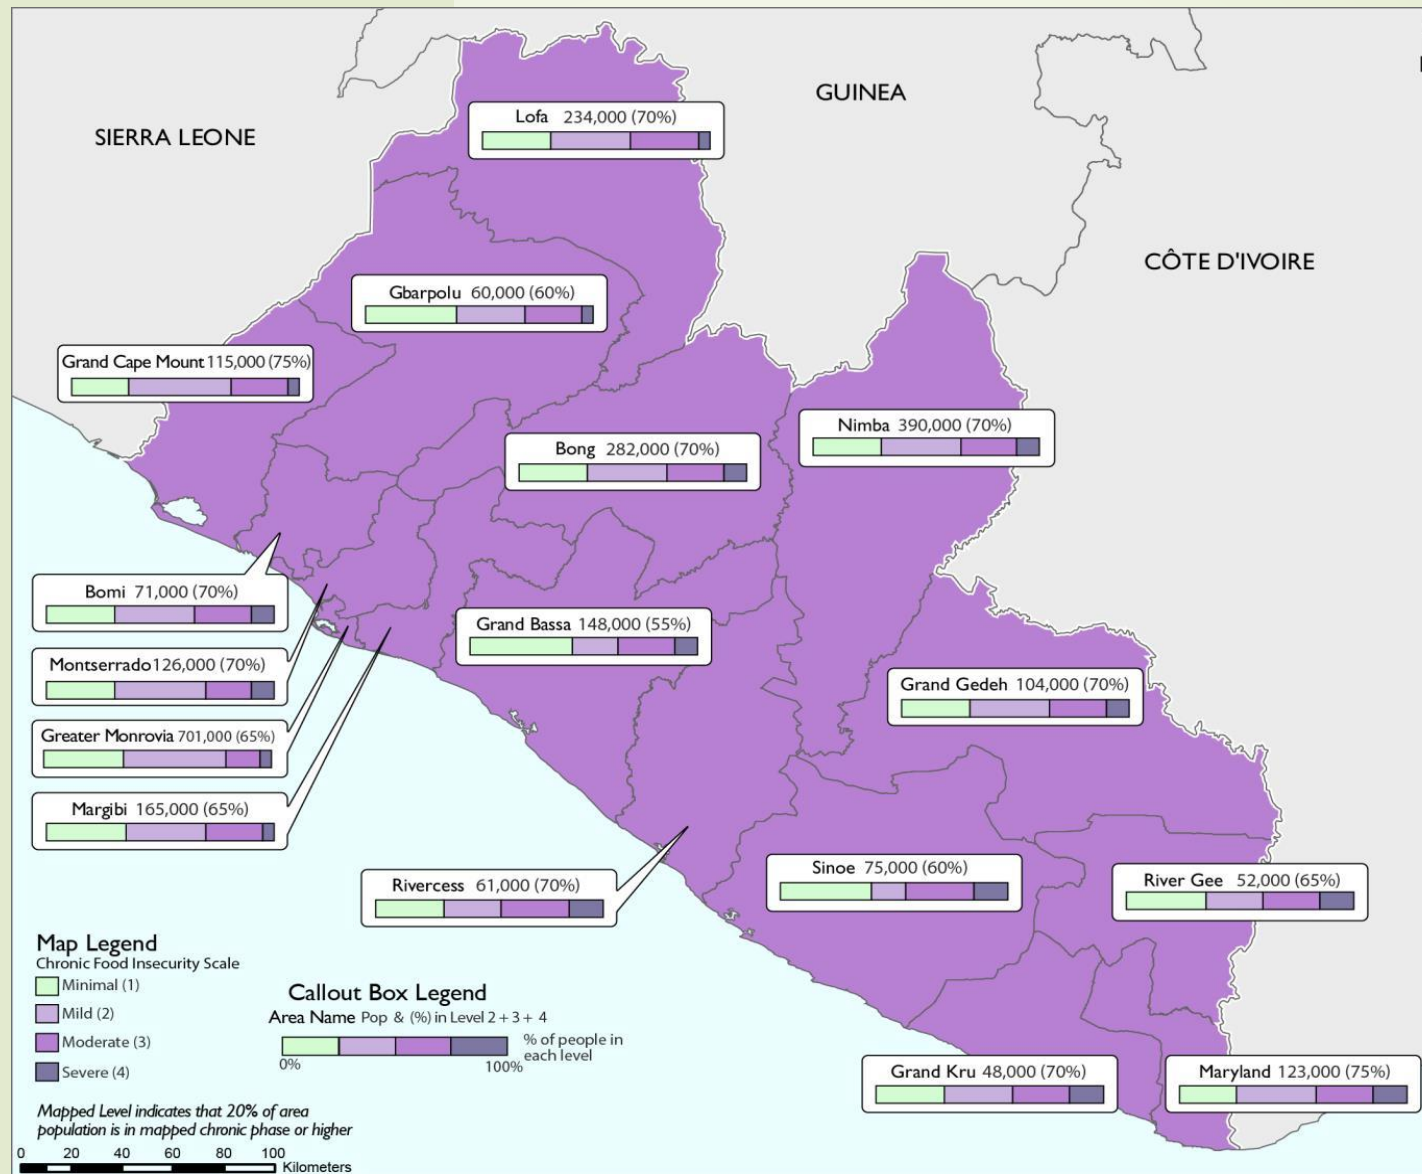 GUINEA
SIERRA LEONE
CÔTE D'IVOIRE
Lofa 234,000 (70%)
Gbarpolu 60,000 (60%)
Grand Cape Mount 115,000 (75%)
Nimba 390,000 (70%)
Bong 282,000 (70%)
Bomi 71,000 (70%)
Grand Bassa 148,000 (55%)
Montserrado 126,000 (70%)
Grand Gedeh 104,000 (70%)
Greater Monrovia 701,000 (65%)
Margibi 165,000 (65%)
Sinoe 75,000 (60%)
River Gee 52,000 (65%)
Rivercess 61,000 (70%)
Grand Kru 48,000 (70%)
Maryland 123,000 (75%)
Map Legend
Chronic Food Insecurity Scale
Minimal (1)
Mild (2)
Moderate (3)
Severe (4)
Mapped Level indicates that 20% of area
population is in mapped chronic phase or higher
0 20 40 60 80 100
Kilometers
Callout Box Legend
Area Name Pop & (%) in Level 2 + 3 + 4
% of people in
each level
0% 100%